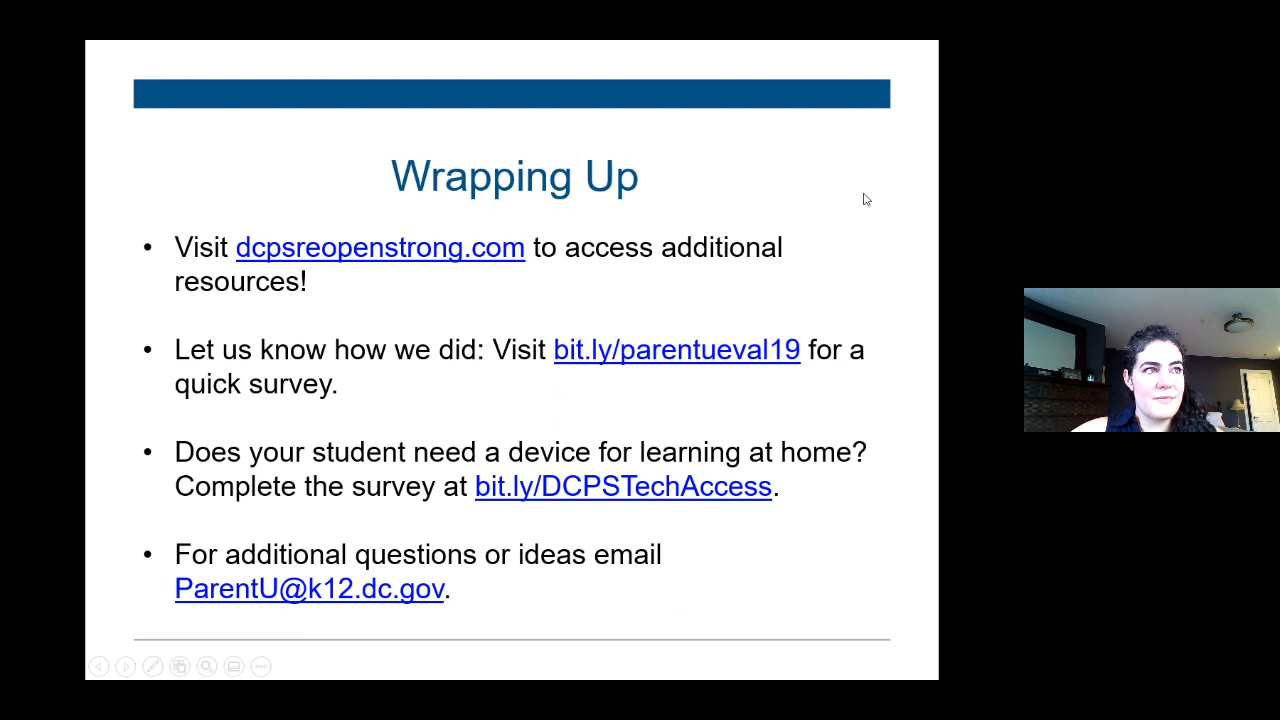 Wrapping Up
• Visit dcpsreopenstrong.com to access additional
resources!
• Let us know how we did: Visit bit.ly/parentueval19 for a
quick survey.
• Does your student need a device for learning at home?
Complete the survey at bit.ly/DCPSTechAccess.
• For additional questions or ideas email
ParentU@k12.dc.gov.